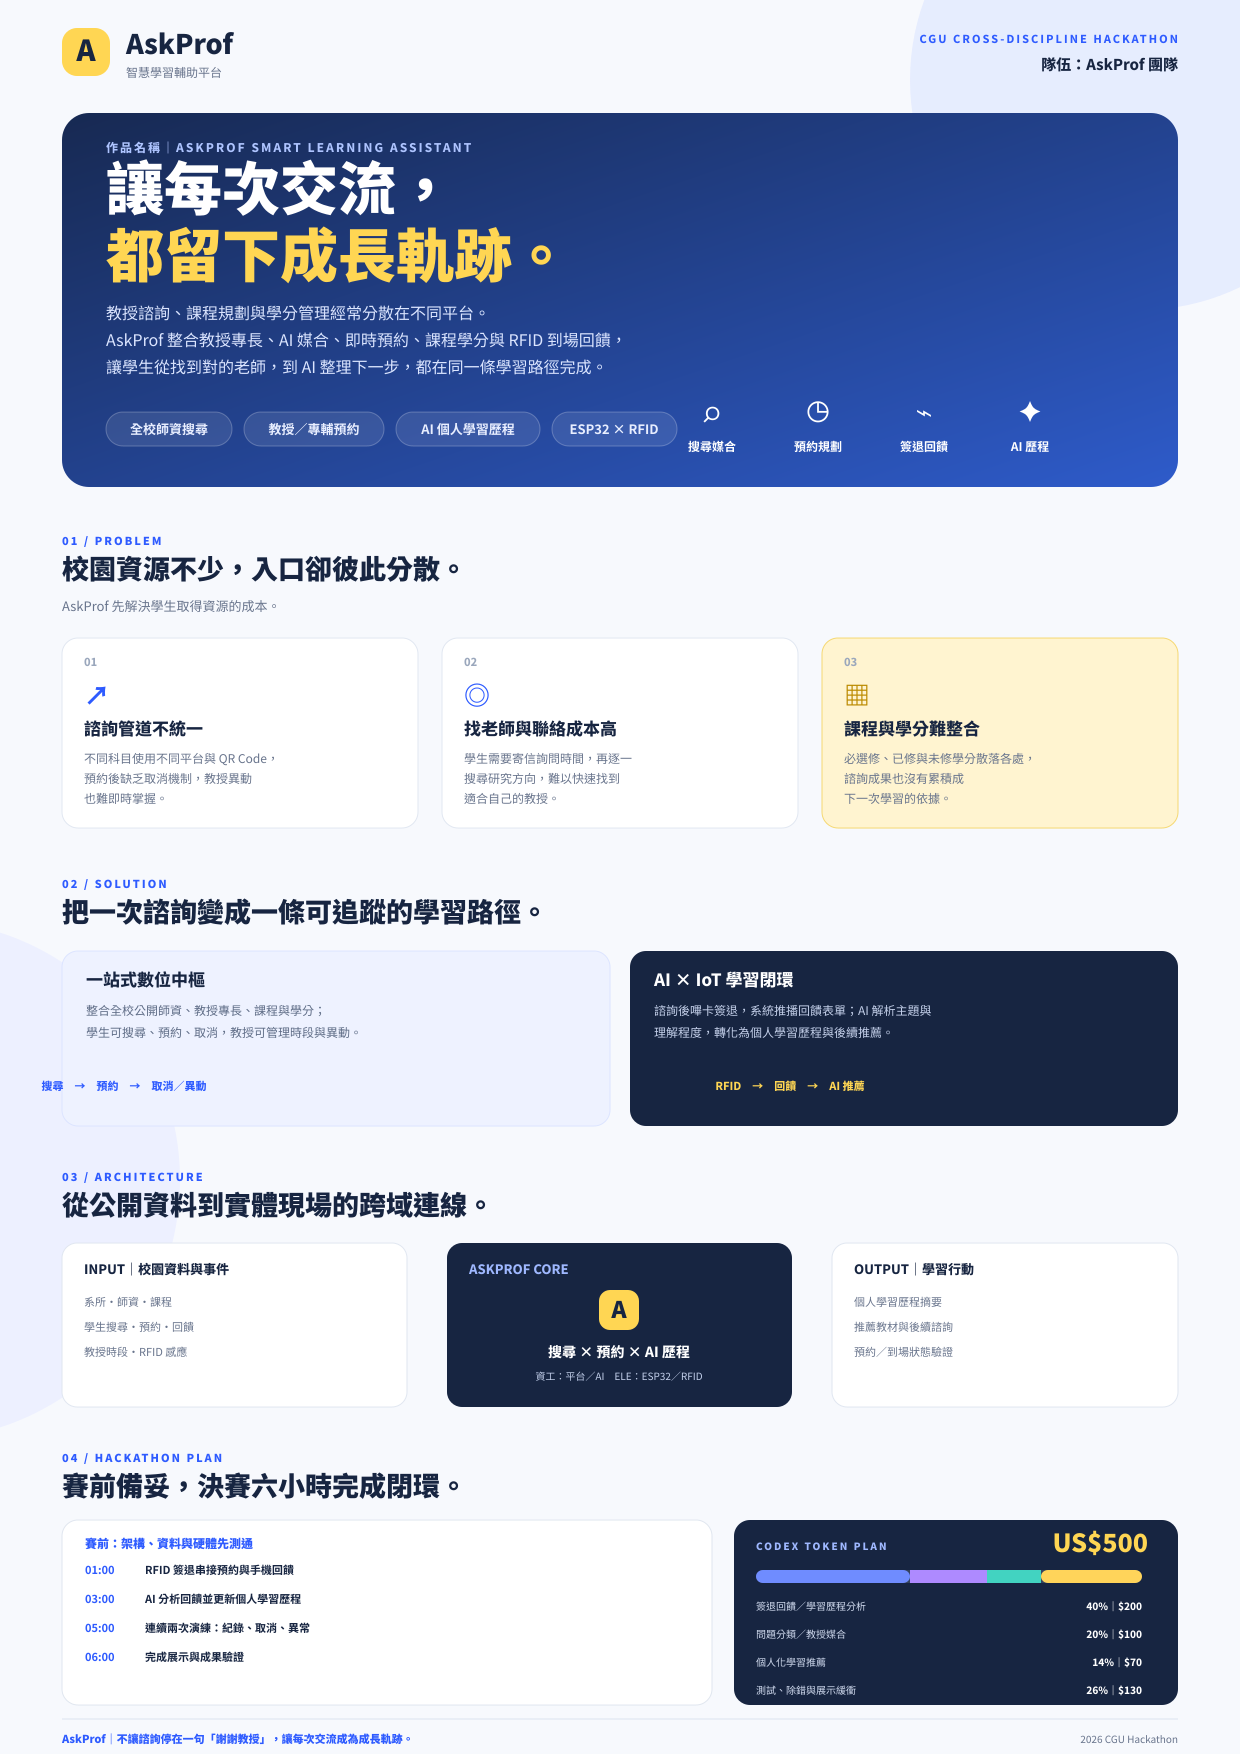 A
AskProf
智慧學習輔助平台
CGU CROSS-DISCIPLINE HACKATHON
隊伍：AskProf 團隊
作品名稱｜ASKPROF SMART LEARNING ASSISTANT
讓每次交流，
都留下成長軌跡。
教授諮詢、課程規劃與學分管理經常分散在不同平台。
AskProf 整合教授專長、AI 媒合、即時預約、課程學分與 RFID 到場回饋，
讓學生從找到對的老師，到 AI 整理下一步，都在同一條學習路徑完成。
全校師資搜尋
教授／專輔預約
AI 個人學習歷程
ESP32 × RFID
搜尋媒合
預約規劃
簽退回饋
AI 歷程
01 / PROBLEM
校園資源不少，入口卻彼此分散。
AskProf 先解決學生取得資源的成本。
01
諮詢管道不統一
不同科目使用不同平台與 QR Code，
預約後缺乏取消機制，教授異動
也難即時掌握。
02
找老師與聯絡成本高
學生需要寄信詢問時間，再逐一
搜尋研究方向，難以快速找到
適合自己的教授。
03
課程與學分難整合
必選修、已修與未修學分散落各處，
諮詢成果也沒有累積成
下一次學習的依據。
02 / SOLUTION
把一次諮詢變成一條可追蹤的學習路徑。
一站式數位中樞
整合全校公開師資、教授專長、課程與學分；
學生可搜尋、預約、取消，教授可管理時段與異動。
搜尋 → 預約 → 取消／異動
AI × IoT 學習閉環
諮詢後嗶卡簽退，系統推播回饋表單；AI 解析主題與
理解程度，轉化為個人學習歷程與後續推薦。
RFID → 回饋 → AI 推薦
03 / ARCHITECTURE
從公開資料到實體現場的跨域連線。
INPUT｜校園資料與事件
系所・師資・課程
學生搜尋・預約・回饋
教授時段・RFID 感應
ASKPROF CORE
A
搜尋 × 預約 × AI 歷程
資工：平台／AI ELE：ESP32／RFID
OUTPUT｜學習行動
個人學習歷程摘要
推薦教材與後續諮詢
預約／到場狀態驗證
04 / HACKATHON PLAN
賽前備妥，決賽六小時完成閉環。
賽前：架構、資料與硬體先測通
01:00 RFID 簽退串接預約與手機回饋
03:00 AI 分析回饋並更新個人學習歷程
05:00 連續兩次演練：紀錄、取消、異常
06:00 完成展示與成果驗證
CODEX TOKEN PLAN
US$500
簽退回饋／學習歷程分析 40%｜$200
問題分類／教授媒合 20%｜$100
個人化學習推薦 14%｜$70
測試、除錯與展示緩衝 26%｜$130
AskProf｜不讓諮詢停在一句「謝謝教授」，讓每次交流成為成長軌跡。
2026 CGU Hackathon